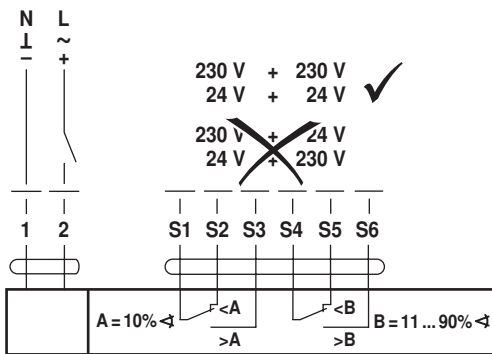 N L
⊥ ~
– +
230 V + 230 V
24 V + 24 V
230 V + 24 V
24 V + 230 V
1 2 S1 S2 S3 S4 S5 S6
A = 10% ∢ <A >A <B >B B = 11 ... 90% ∢